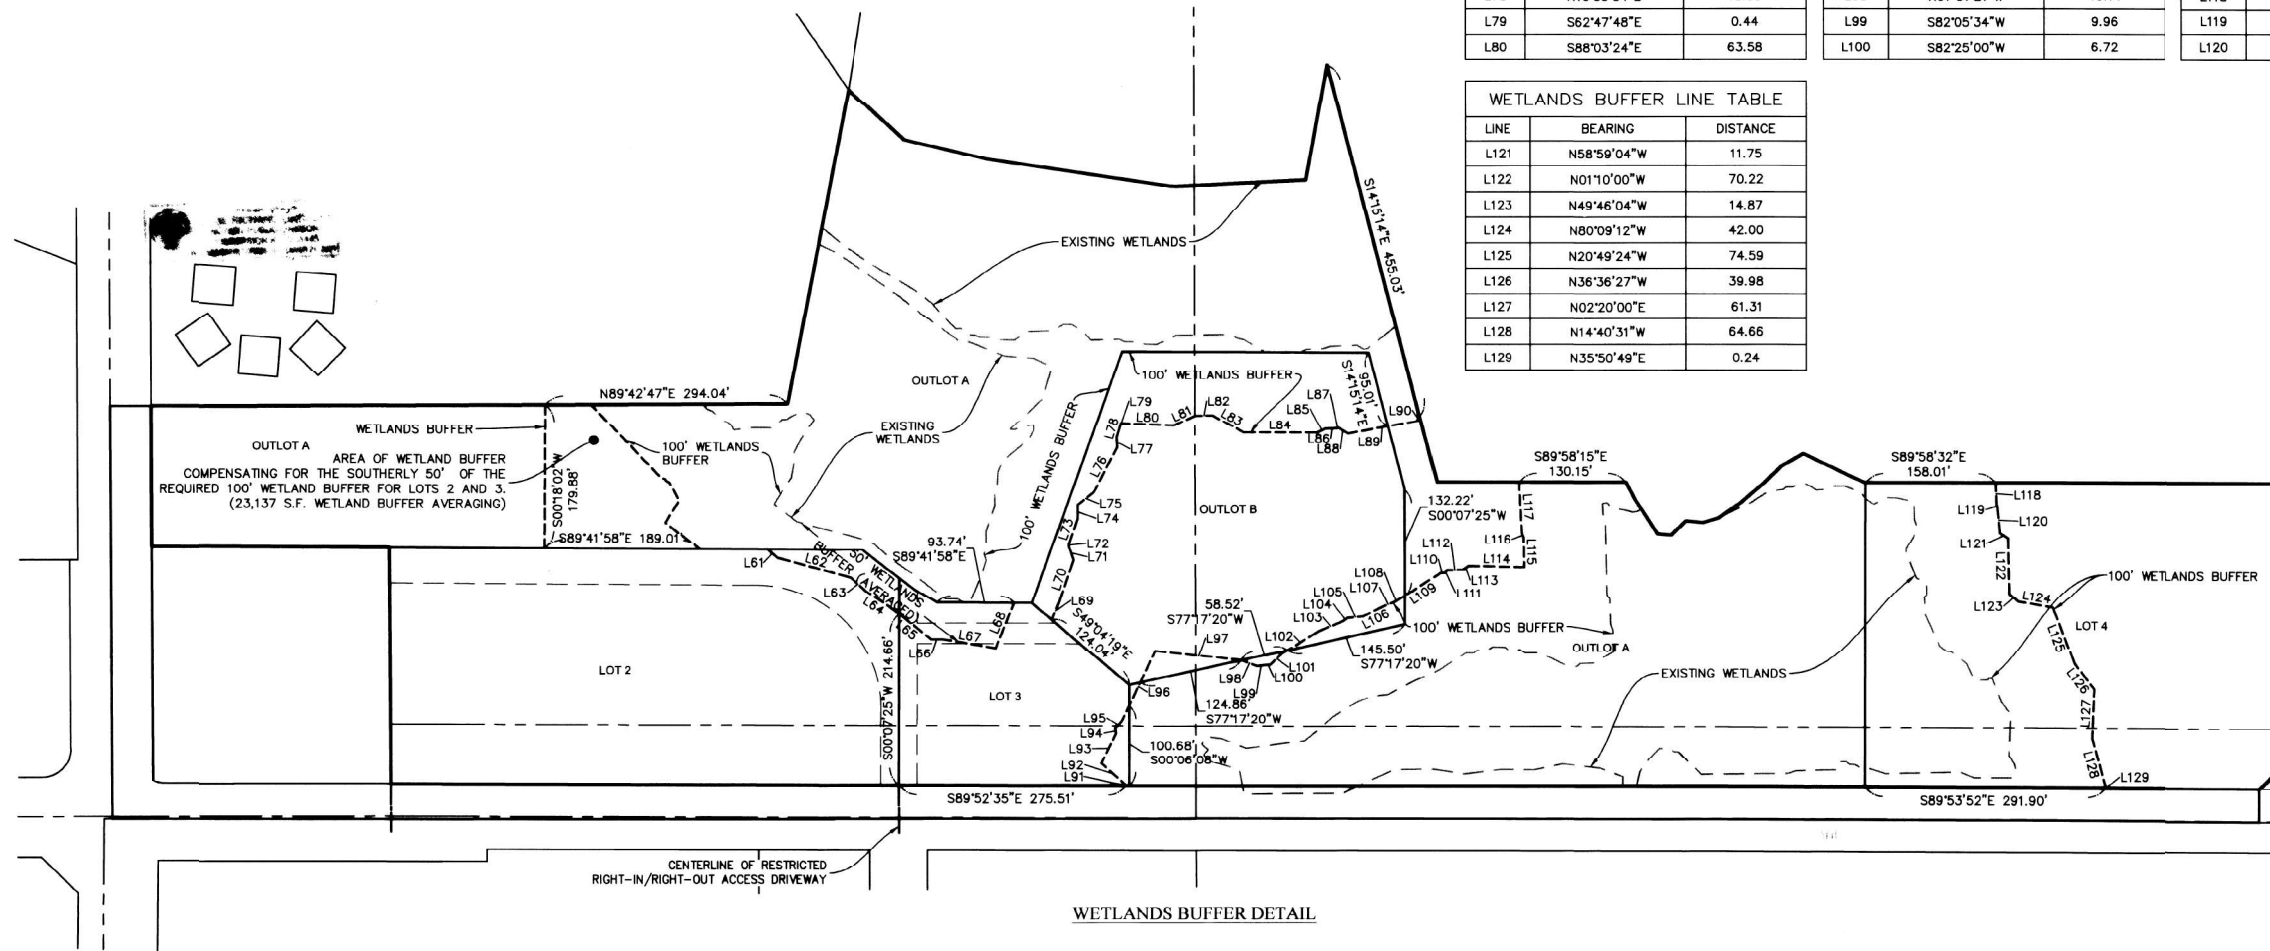 L79 S62°47'48"E 0.44
L80 S88°03'24"E 63.58
L99 S82°05'34"W 9.96
L100 S82°25'00"W 6.72
L119
L120
WETLANDS BUFFER LINE TABLE
LINE BEARING DISTANCE
L121 N58°59'04"W 11.75
L122 N01°10'00"W 70.22
L123 N49°46'04"W 14.87
L124 N80°09'12"W 42.00
L125 N20°49'24"W 74.59
L126 N36°36'27"W 39.98
L127 N02°20'00"E 61.31
L128 N14°40'31"W 64.66
L129 N35°50'49"E 0.24
S14°15'14"E 455.03'
EXISTING WETLANDS
N89°42'47"E 294.04'
OUTLOT A
WETLANDS BUFFER
OUTLOT A
AREA OF WETLAND BUFFER
COMPENSATING FOR THE SOUTHERLY 50' OF THE
REQUIRED 100' WETLAND BUFFER FOR LOTS 2 AND 3.
(23,137 S.F. WETLAND BUFFER AVERAGING)
S00°18'02"W
179.88'
100' WETLANDS
BUFFER
EXISTING
WETLANDS
S89°41'58"E 189.01'
100' WETLANDS BUFFER
100' WETLANDS BUFFER
95.01'
S14°15'14"E
L79
L80
L81
L82
L83
L84
L85
L86
L87
L88
L89
L90
L78
L77
L76
L75
L74
L73
L72
L71
L70
L69
OUTLOT B
132.22'
S00°07'25"W
S89°58'15"E
130.15'
S89°58'32"E
158.01'
93.74'
S89°41'58"E
50' WETLANDS
BUFFER (AVERAGED)
L61
L62
L63
L64
L65
L66
L67
L68
S49°04'19"E
124.04'
58.52'
S77°17'20"W
L97
L96
L98
L99
L100
L101
L102
L103
L104
L105
L106
L107
L108
L109
L110
L111
L112
L113
L114
L115
L116
L117
145.50'
S77°17'20"W
124.86'
S77°17'20"W
100' WETLANDS BUFFER
OUTLOT A
EXISTING WETLANDS
L118
L119
L120
L121
L122
L123
L124
100' WETLANDS BUFFER
LOT 4
L125
L126
L127
L128
L129
LOT 2
S00°07'25"W 214.66'
LOT 3
L95
L94
L93
L92
L91
100.68'
S00°06'08"W
S89°52'35"E 275.51'
S89°53'52"E 291.90'
CENTERLINE OF RESTRICTED
RIGHT-IN/RIGHT-OUT ACCESS DRIVEWAY
WETLANDS BUFFER DETAIL